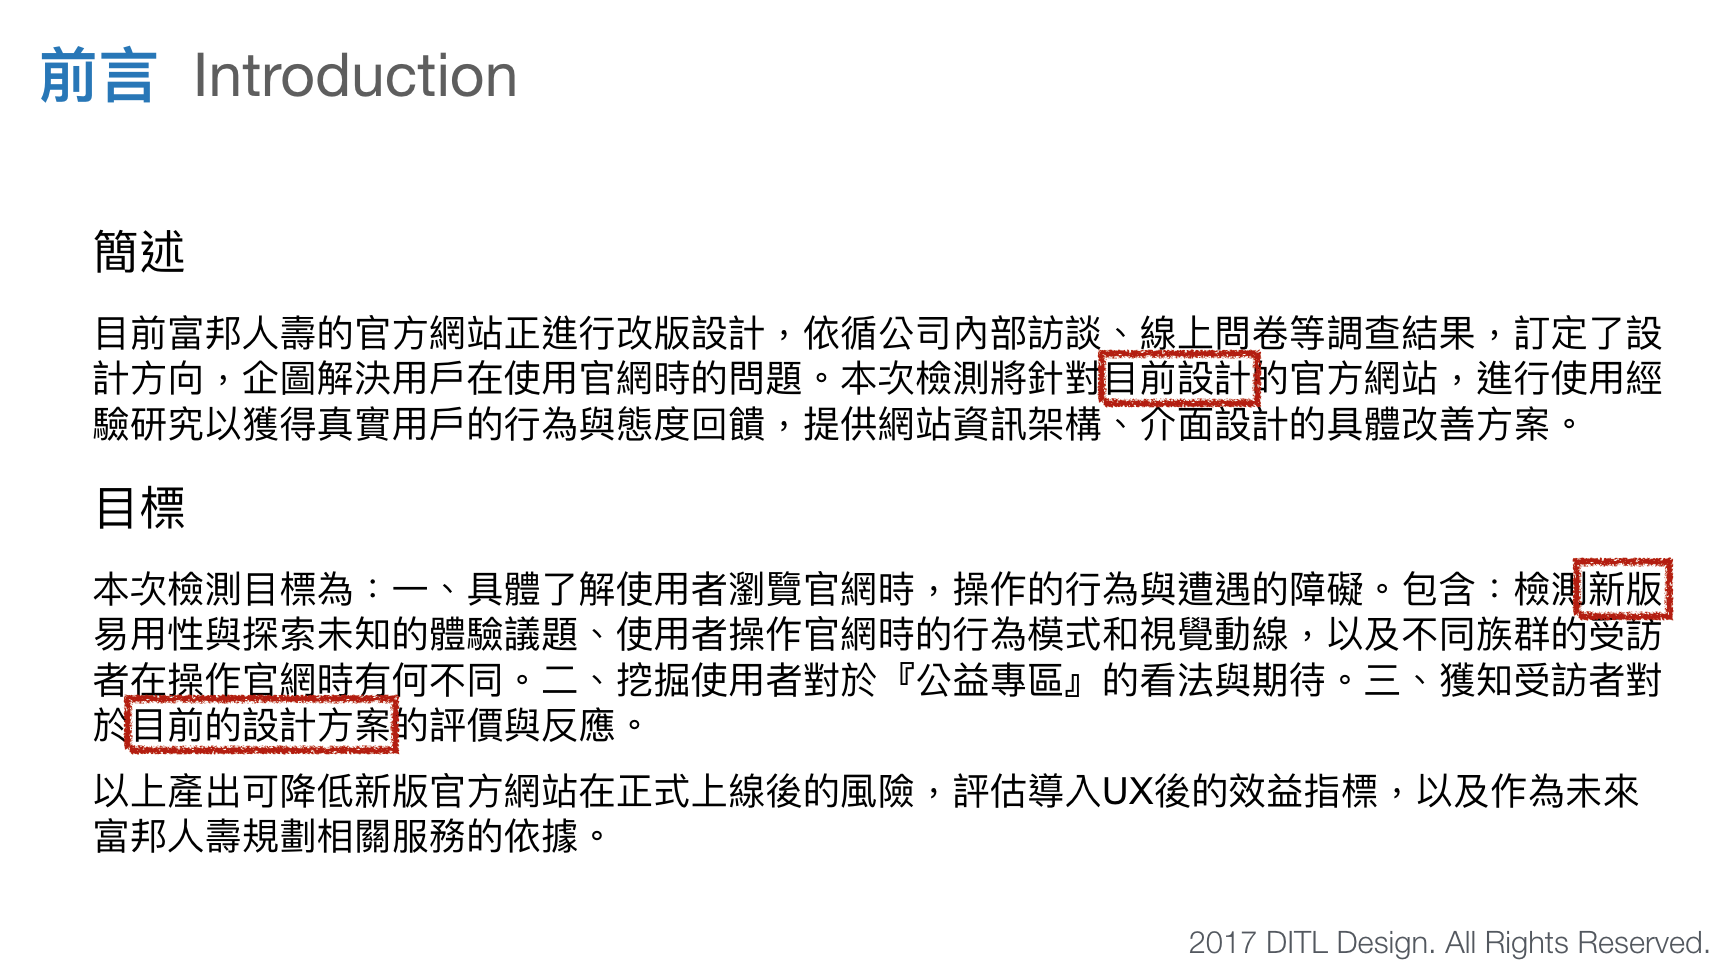 前言 Introduction
簡述
目前富邦人壽的官方網站正進行改版設計，依循公司內部訪談、線上問卷等調查結果，訂定了設
計方向，企圖解決用戶在使用官網時的問題。本次檢測將針對目前設計的官方網站，進行使用經
驗研究以獲得真實用戶的行為與態度回饋，提供網站資訊架構、介面設計的具體改善方案。
目標
本次檢測目標為：一、具體了解使用者瀏覽官網時，操作的行為與遭遇的障礙。包含：檢測新版
易用性與探索未知的體驗議題、使用者操作官網時的行為模式和視覺動線，以及不同族群的受訪
者在操作官網時有何不同。二、挖掘使用者對於『公益專區』的看法與期待。三、獲知受訪者對
於目前的設計方案的評價與反應。
以上產出可降低新版官方網站在正式上線後的風險，評估導入UX後的效益指標，以及作為未來
富邦人壽規劃相關服務的依據。
2017 DITL Design. All Rights Reserved.